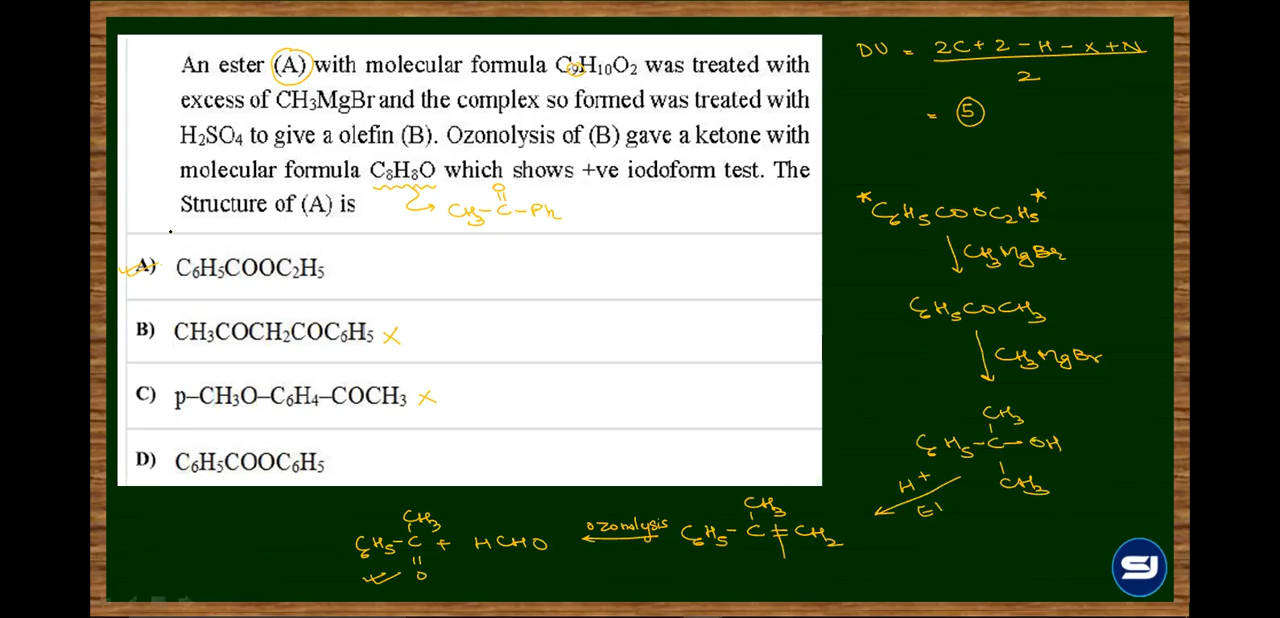 An ester (A) with molecular formula C₉H₁₀O₂ was treated with
excess of CH₃MgBr and the complex so formed was treated with
H₂SO₄ to give a olefin (B). Ozonolysis of (B) gave a ketone with
molecular formula C₈H₈O which shows +ve iodoform test. The
Structure of (A) is
O
CH₃-C-Ph
A) C₆H₅COOC₂H₅
B) CH₃COCH₂COC₆H₅ ×
C) p–CH₃O–C₆H₄–COCH₃ ×
D) C₆H₅COOC₆H₅
DU = 2C+2-H-X+N
2
= 5
*C₆H₅COOC₂H₅*
CH₃MgBr
C₆H₅COCH₃
CH₃MgBr
CH₃
C₆H₅-C-OH
CH₃
H+
E1
CH₃
C₆H₅-C=CH₂
ozonolysis
CH₃
C₆H₅-C + HCHO
O
SJ